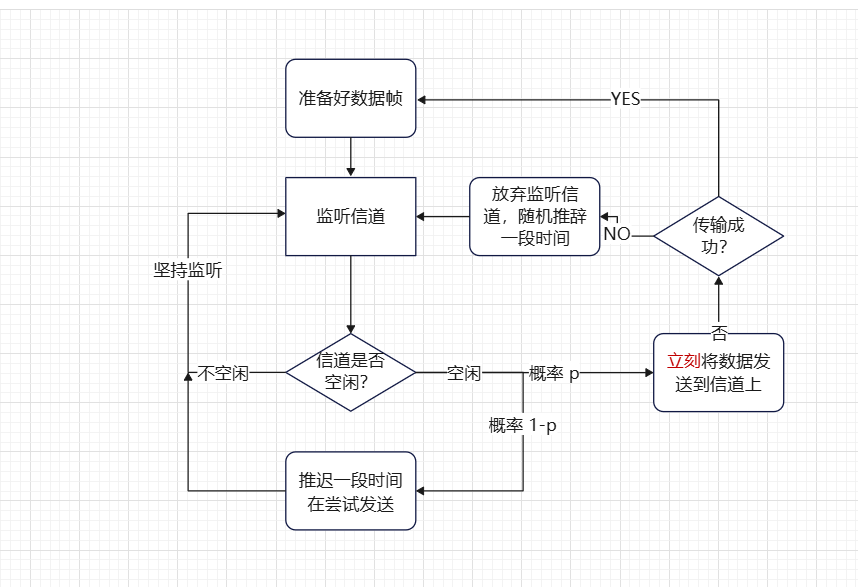 准备好数据帧
YES
监听信道
放弃监听信
道，随机推辞
一段时间
NO
传输成
功？
坚持监听
否
信道是否
空闲？
不空闲
空闲
概率 p
立刻将数据发
送到信道上
概率 1-p
推迟一段时间
在尝试发送